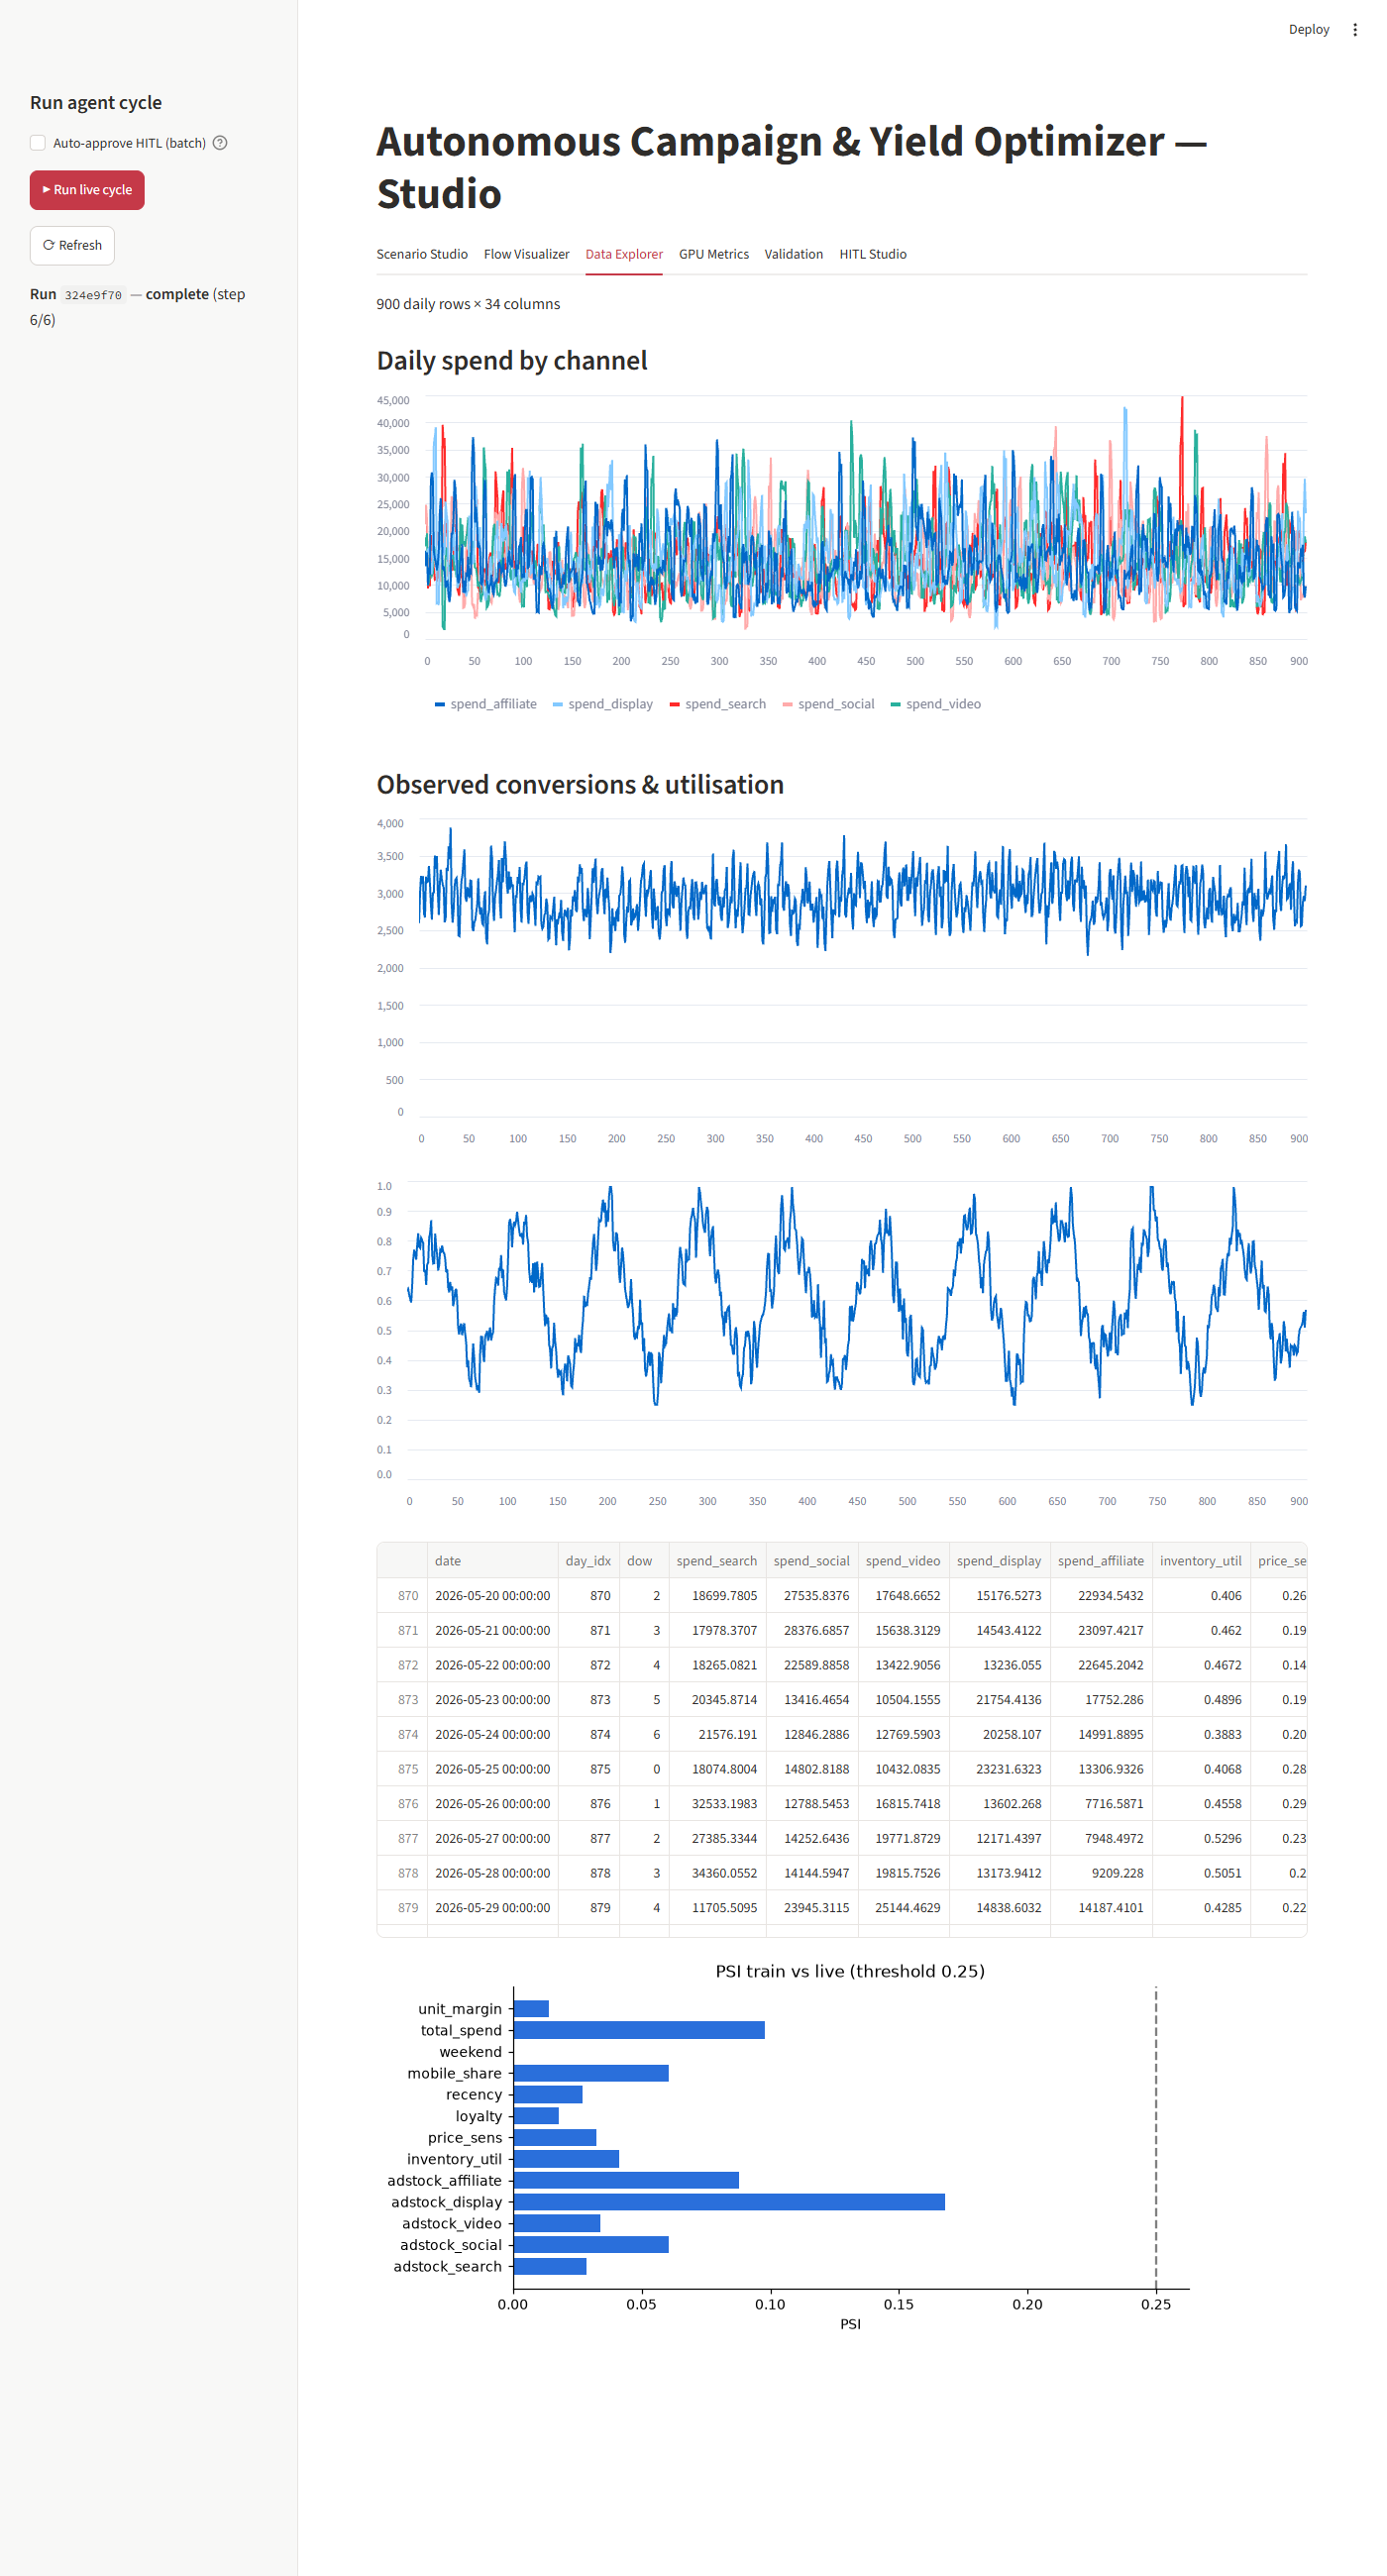 Deploy
Run agent cycle
Auto-approve HITL (batch)
Run live cycle
Refresh
Run 324e9f70 — complete (step
6/6)
Autonomous Campaign & Yield Optimizer —
Studio
Scenario Studio Flow Visualizer Data Explorer GPU Metrics Validation HITL Studio
900 daily rows × 34 columns
Daily spend by channel
45,000
40,000
35,000
30,000
25,000
20,000
15,000
10,000
5,000
0
0 50 100 150 200 250 300 350 400 450 500 550 600 650 700 750 800 850 900
spend_affiliate spend_display spend_search spend_social spend_video
Observed conversions & utilisation
4,000
3,500
3,000
2,500
2,000
1,500
1,000
500
0
0 50 100 150 200 250 300 350 400 450 500 550 600 650 700 750 800 850 900
1.0
0.9
0.8
0.7
0.6
0.5
0.4
0.3
0.2
0.1
0.0
0 50 100 150 200 250 300 350 400 450 500 550 600 650 700 750 800 850 900
date day_idx dow spend_search spend_social spend_video spend_display spend_affiliate inventory_util price_se
870 2026-05-20 00:00:00 870 2 18699.7805 27535.8376 17648.6652 15176.5273 22934.5432 0.406 0.26
871 2026-05-21 00:00:00 871 3 17978.3707 28376.6857 15638.3129 14543.4122 23097.4217 0.462 0.19
872 2026-05-22 00:00:00 872 4 18265.0821 22589.8858 13422.9056 13236.055 22645.2042 0.4672 0.14
873 2026-05-23 00:00:00 873 5 20345.8714 13416.4654 10504.1555 21754.4136 17752.286 0.4896 0.19
874 2026-05-24 00:00:00 874 6 21576.191 12846.2886 12769.5903 20258.107 14991.8895 0.3883 0.20
875 2026-05-25 00:00:00 875 0 18074.8004 14802.8188 10432.0835 23231.6323 13306.9326 0.4068 0.28
876 2026-05-26 00:00:00 876 1 32533.1983 12788.5453 16815.7418 13602.268 7716.5871 0.4558 0.29
877 2026-05-27 00:00:00 877 2 27385.3344 14252.6436 19771.8729 12171.4397 7948.4972 0.5296 0.23
878 2026-05-28 00:00:00 878 3 34360.0552 14144.5947 19815.7526 13173.9412 9209.228 0.5051 0.2
879 2026-05-29 00:00:00 879 4 11705.5095 23945.3115 25144.4629 14838.6032 14187.4101 0.4285 0.22
PSI train vs live (threshold 0.25)
unit_margin
total_spend
weekend
mobile_share
recency
loyalty
price_sens
inventory_util
adstock_affiliate
adstock_display
adstock_video
adstock_social
adstock_search
0.00 0.05 0.10 0.15 0.20 0.25
PSI